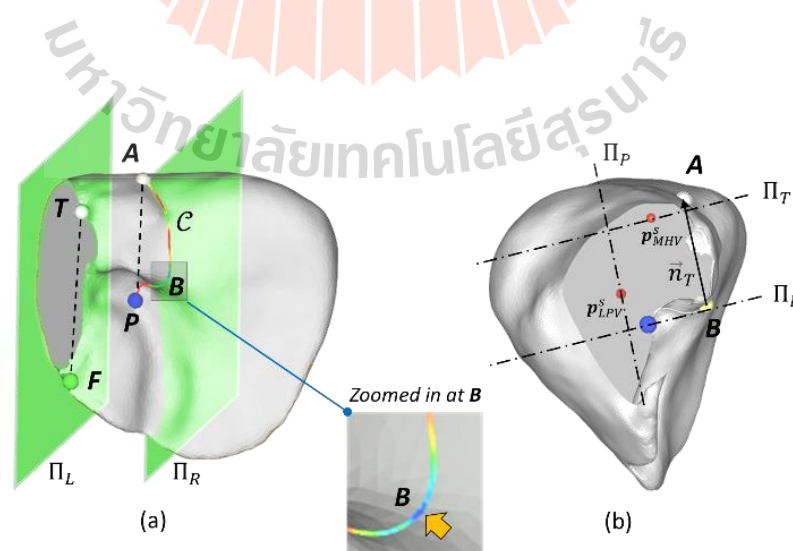 มหาวิทยาลัยเทคโนโลยีสุรนารี
A
T
C
B
P
F
Π_L
Π_R
(a)
Zoomed in at B
B
Π_P
A
Π_T
p^s_MHV
n⃗_T
p^s_LPV
B
(b)